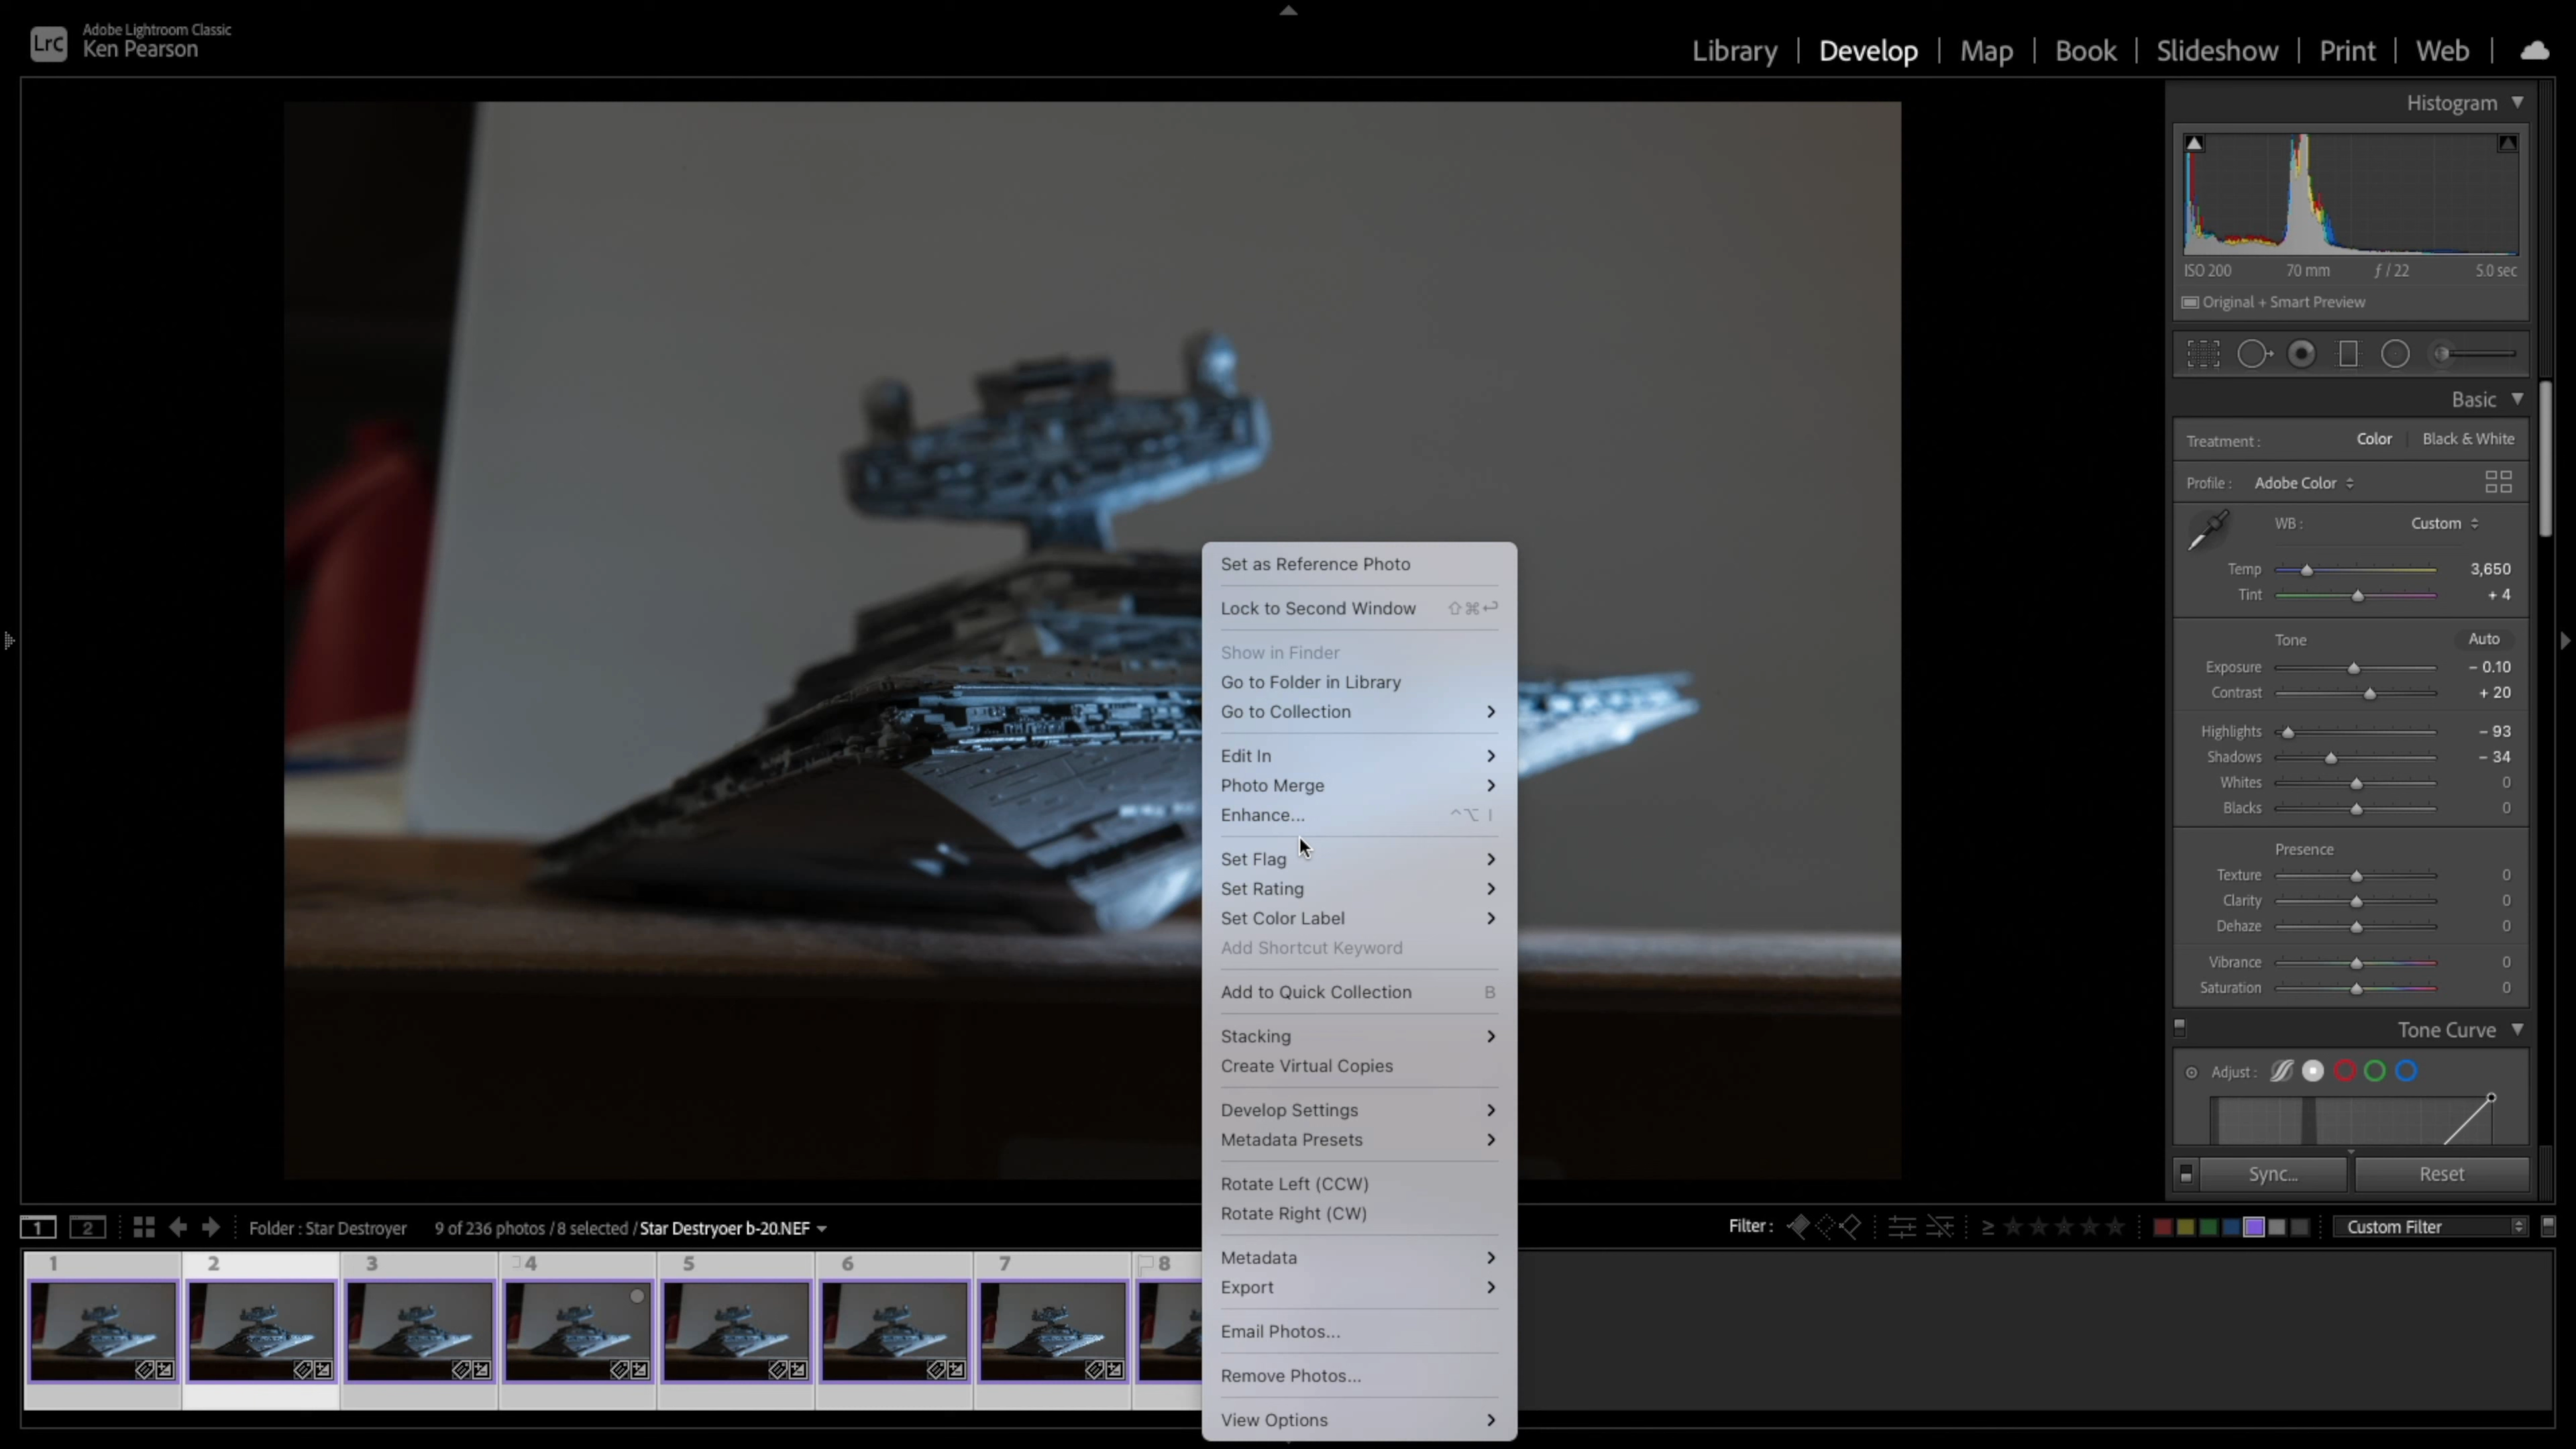 Lrc
Adobe Lightroom Classic
Ken Pearson
Library | Develop | Map | Book | Slideshow | Print | Web |
Histogram
ISO 200 70 mm ƒ / 22 5.0 sec
Original + Smart Preview
Basic
Treatment : Color Black & White
Profile : Adobe Color
WB : Custom
Temp 3,650
Tint + 4
Tone Auto
Exposure - 0.10
Contrast + 20
Highlights - 93
Shadows - 34
Whites 0
Blacks 0
Presence
Texture 0
Clarity 0
Dehaze 0
Vibrance 0
Saturation 0
Tone Curve
Adjust :
Sync... Reset
Set as Reference Photo
Lock to Second Window ⇧⌘↩
Show in Finder
Go to Folder in Library
Go to Collection
Edit In
Photo Merge
Enhance... ^⌥ I
Set Flag
Set Rating
Set Color Label
Add Shortcut Keyword
Add to Quick Collection B
Stacking
Create Virtual Copies
Develop Settings
Metadata Presets
Rotate Left (CCW)
Rotate Right (CW)
Metadata
Export
Email Photos...
Remove Photos...
View Options
1 2 Folder : Star Destroyer 9 of 236 photos / 8 selected / Star Destryoer b-20.NEF
Filter : ≥ Custom Filter
1 2 3 4 5 6 7 8